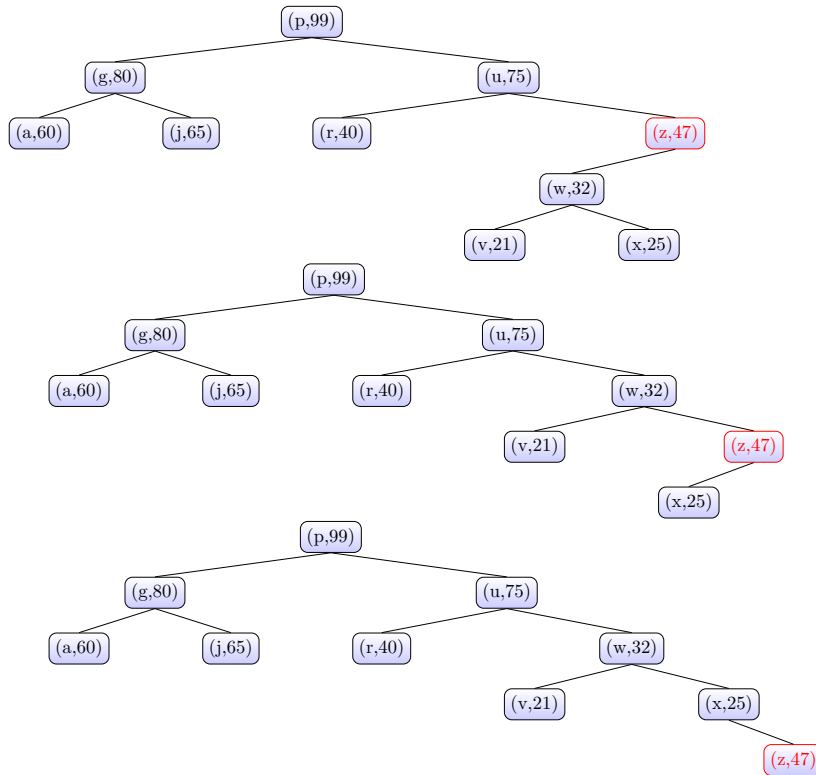 (p,99)
(g,80) (u,75)
(a,60) (j,65) (r,40) (z,47)
(w,32)
(v,21) (x,25)
(p,99)
(g,80) (u,75)
(a,60) (j,65) (r,40) (w,32)
(v,21) (z,47)
(x,25)
(p,99)
(g,80) (u,75)
(a,60) (j,65) (r,40) (w,32)
(v,21) (x,25)
(z,47)